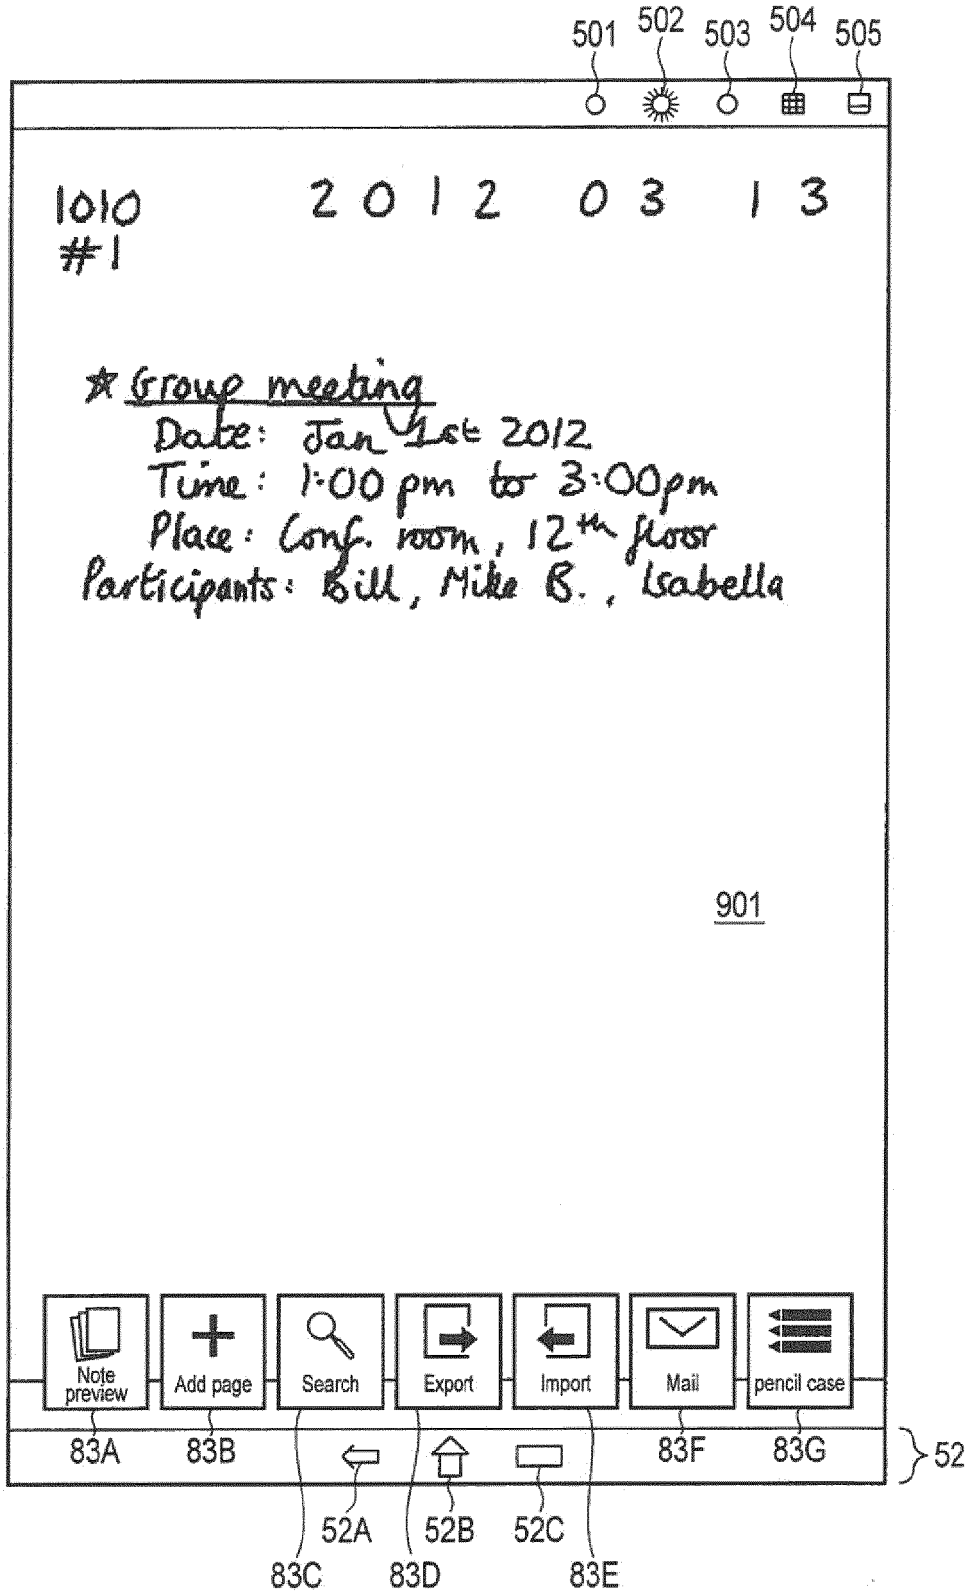 501 502 503 504 505
1010 2012 03 13
#1
☆ Group meeting
Date: Jan 1st 2012
Time: 1:00 pm to 3:00pm
Place: Conf. room, 12th floor
Participants: Bill, Mike B., Isabella
901
Note preview
Add page
Search
Export
Import
Mail
pencil case
83A 83B 83F 83G 52
52A 52B 52C
83C 83D 83E